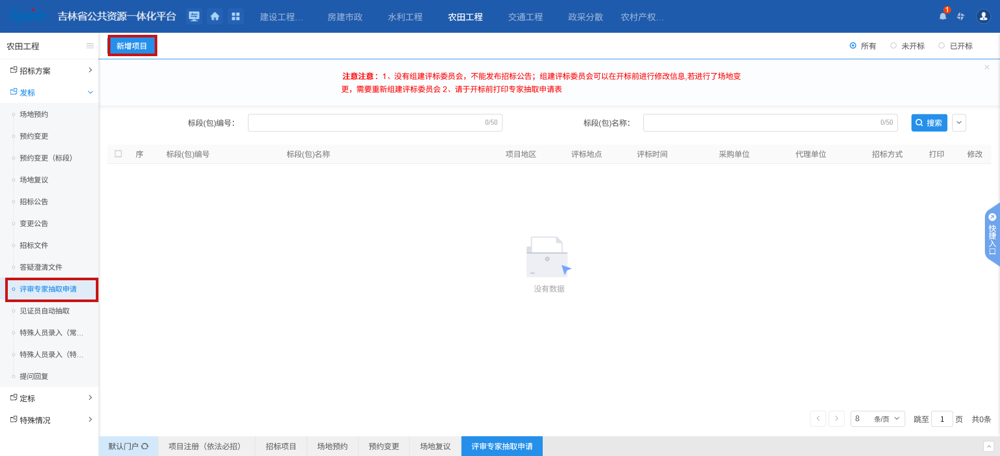 Epoint 吉林省公共资源一体化平台 建设工程... 房建市政 水利工程 农田工程 交通工程 政采分散 农村产权... 1
农田工程
新增项目 所有 未开标 已开标
招标方案
发标
场地预约
预约变更
预约变更（标段）
场地复议
招标公告
变更公告
招标文件
答疑澄清文件
评审专家抽取申请
见证员自动抽取
特殊人员录入（常...
特殊人员录入（特...
提问回复
定标
特殊情况
注意注意：1、没有组建评标委员会，不能发布招标公告；组建评标委员会可以在开标前进行修改信息,若进行了场地变
更，需要重新组建评标委员会 2、请于开标前打印专家抽取申请表
标段(包)编号： 0/50 标段(包)名称： 0/50 搜索
序 标段(包)编号 标段(包)名称 项目地区 评标地点 评标时间 采购单位 代理单位 招标方式 打印 修改
没有数据
快捷入口
8 条/页 跳至 1 页 共0条
默认门户 项目注册（依法必招） 招标项目 场地预约 预约变更 场地复议 评审专家抽取申请